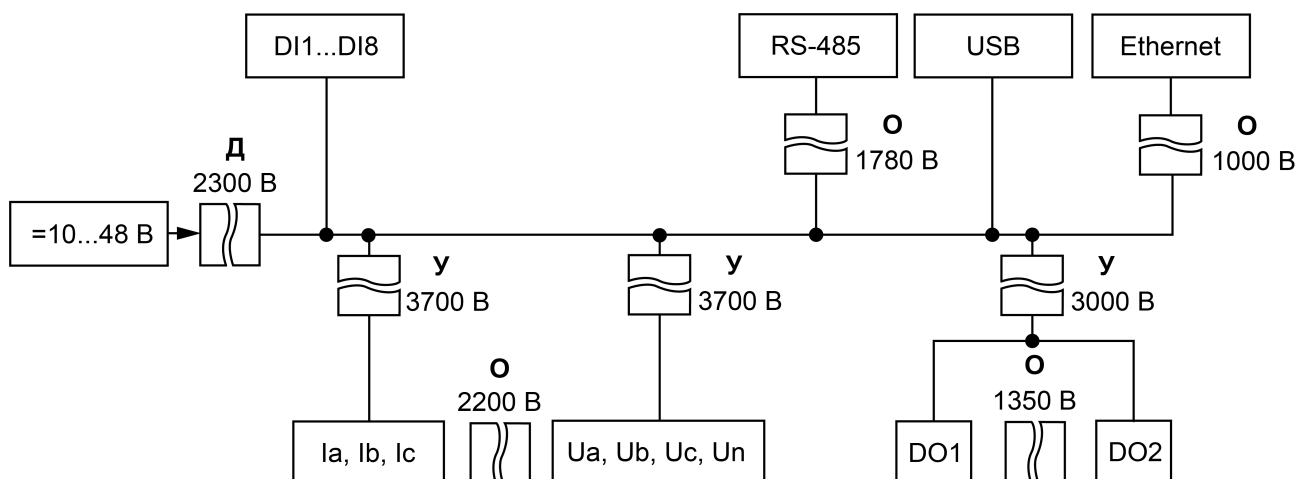 DI1...DI8
RS-485
USB
Ethernet
О
1780 В
О
1000 В
Д
2300 В
=10...48 В
У
3700 В
У
3700 В
У
3000 В
О
2200 В
О
1350 В
Ia, Ib, Ic
Ua, Ub, Uc, Un
DO1
DO2